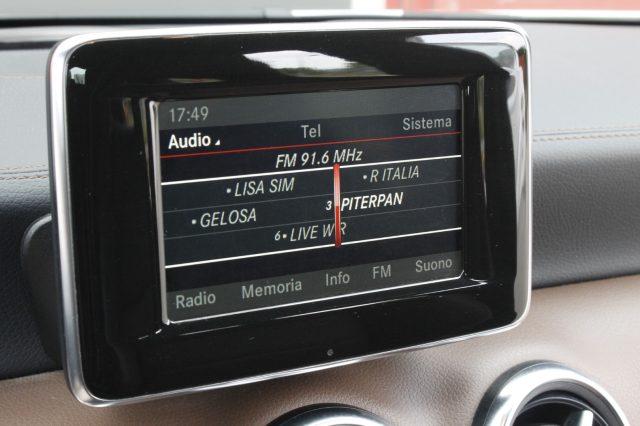 17:49
Audio Tel Sistema
FM 91.6 MHz
LISA SIM R ITALIA
GELOSA 3 PITERPAN
6 LIVE W R
Radio Memoria Info FM Suono